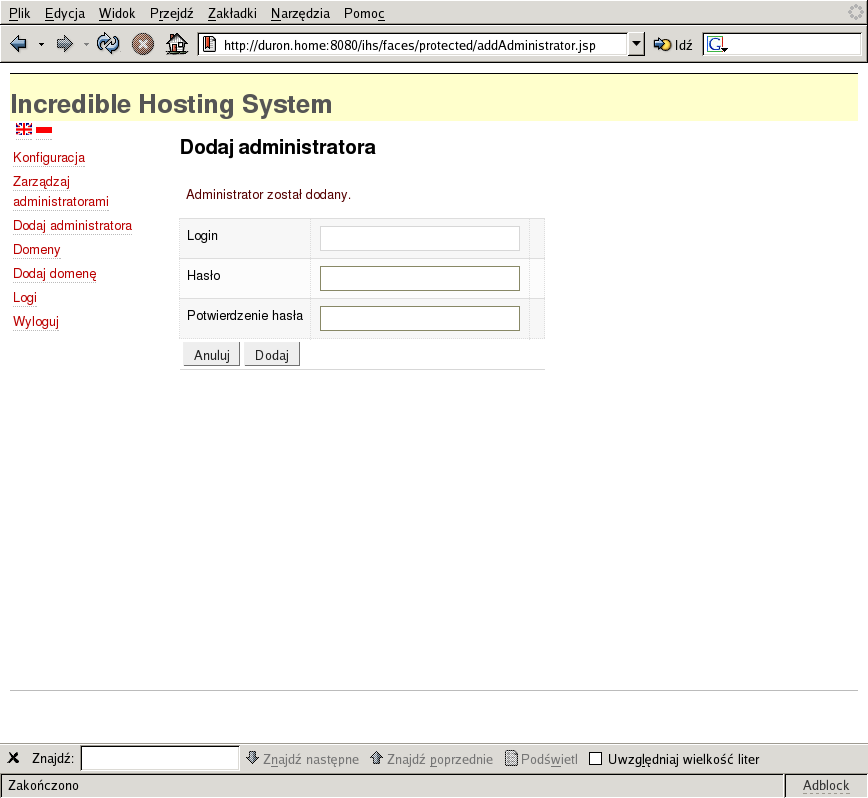 Plik Edycja Widok Przejdź Zakładki Narzędzia Pomoc
http://duron.home:8080/ihs/faces/protected/addAdministrator.jsp Idź G
Incredible Hosting System
Dodaj administratora
Konfiguracja
Zarządzaj
administratorami
Dodaj administratora
Domeny
Dodaj domenę
Logi
Wyloguj
Administrator został dodany.
Login
Hasło
Potwierdzenie hasła
Anuluj Dodaj
Znajdź: Znajdź następne Znajdź poprzednie Podświetl Uwzględniaj wielkość liter
Zakończono Adblock